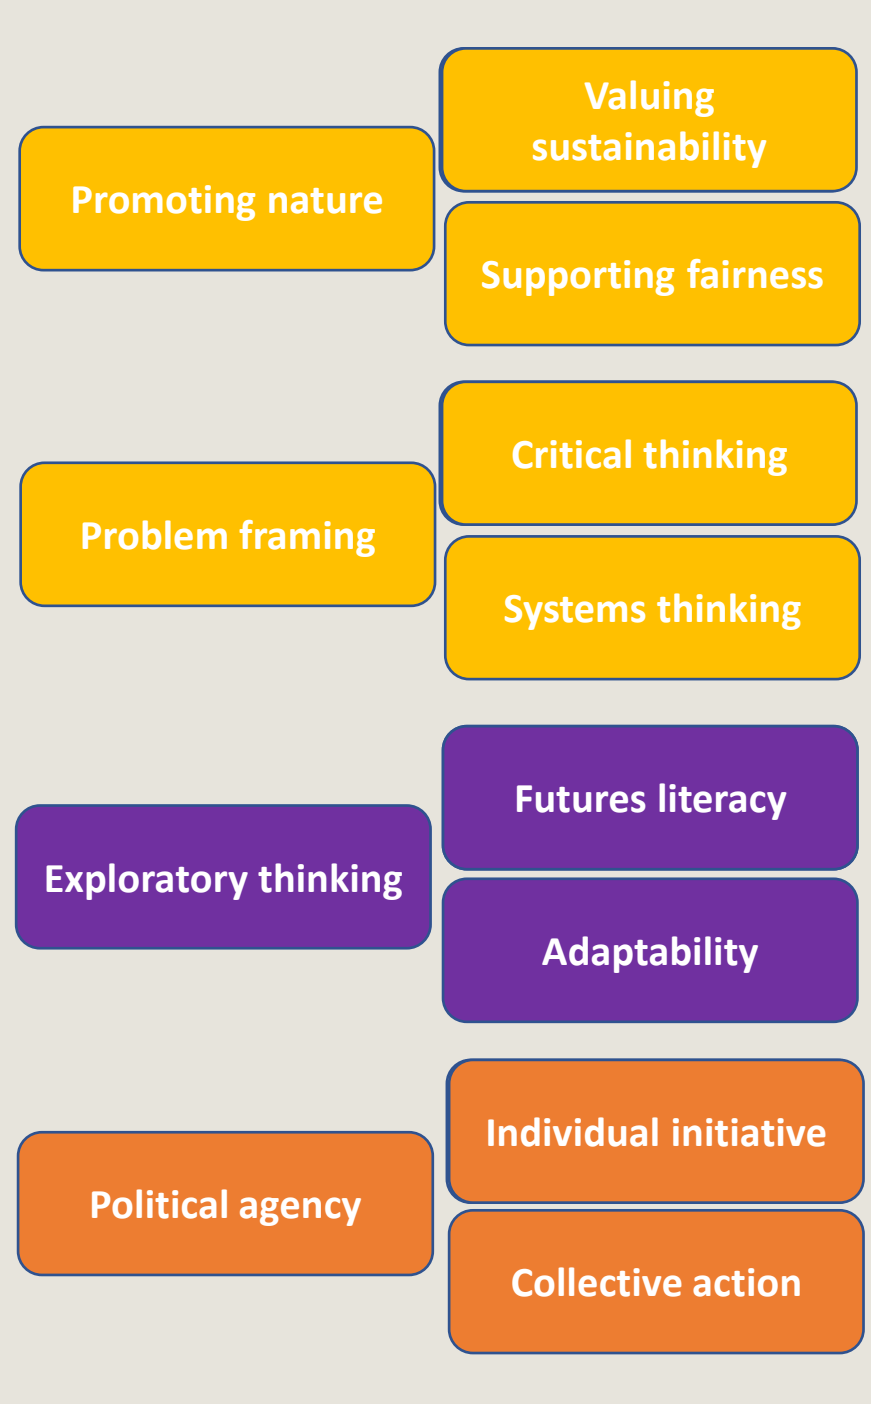 Promoting nature
Valuing
sustainability
Supporting fairness
Problem framing
Critical thinking
Systems thinking
Exploratory thinking
Futures literacy
Adaptability
Political agency
Individual initiative
Collective action